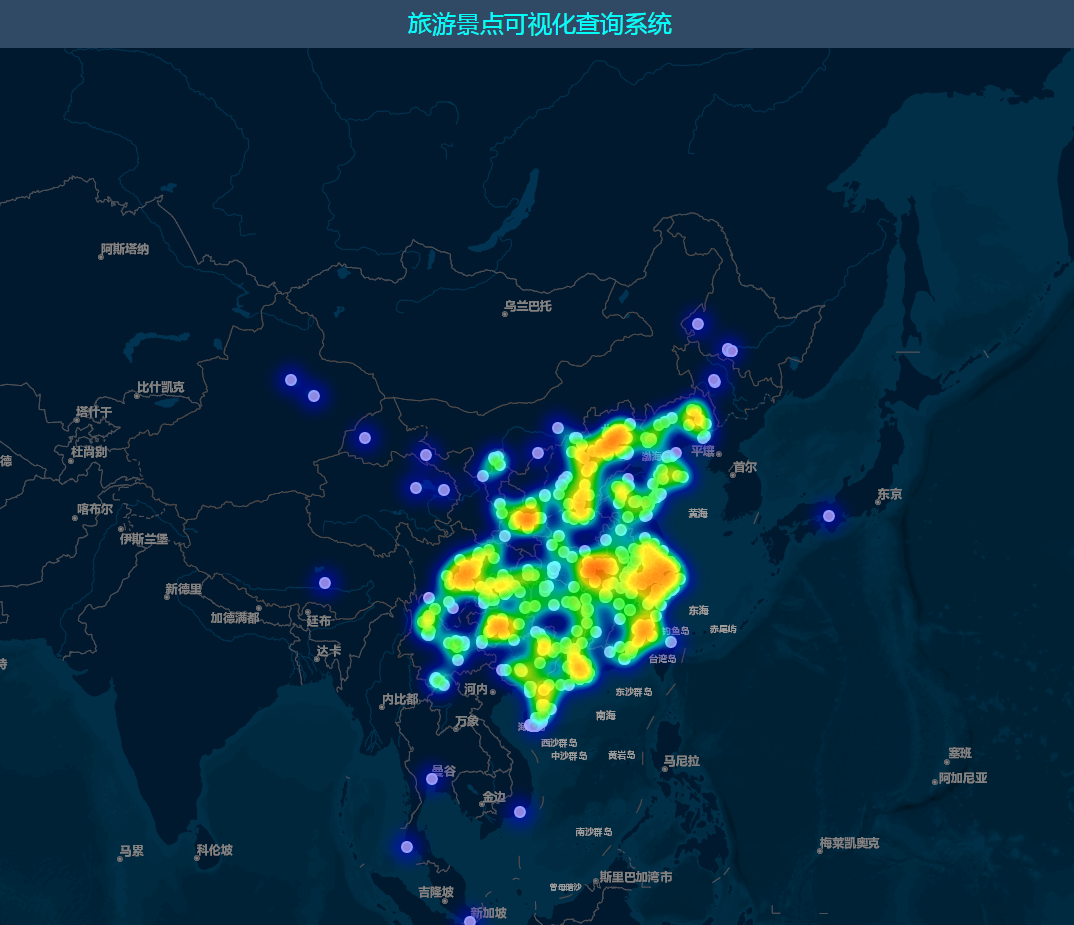 旅游景点可视化查询系统
阿斯塔纳
乌兰巴托
比什凯克
塔什干
杜尚别
德
渤海
平壤
首尔
东京
喀布尔
黄海
伊斯兰堡
新德里
加德满都
廷布
东海
赤尾屿
钓鱼岛
达卡
台湾岛
特
内比都
河内
东沙群岛
万象
南海
海
西沙群岛
中沙群岛
黄岩岛
塞班
曼谷
马尼拉
阿加尼亚
金边
南沙群岛
马累
科伦坡
梅莱凯奥克
吉隆坡
曾母暗沙
斯里巴加湾市
新加坡